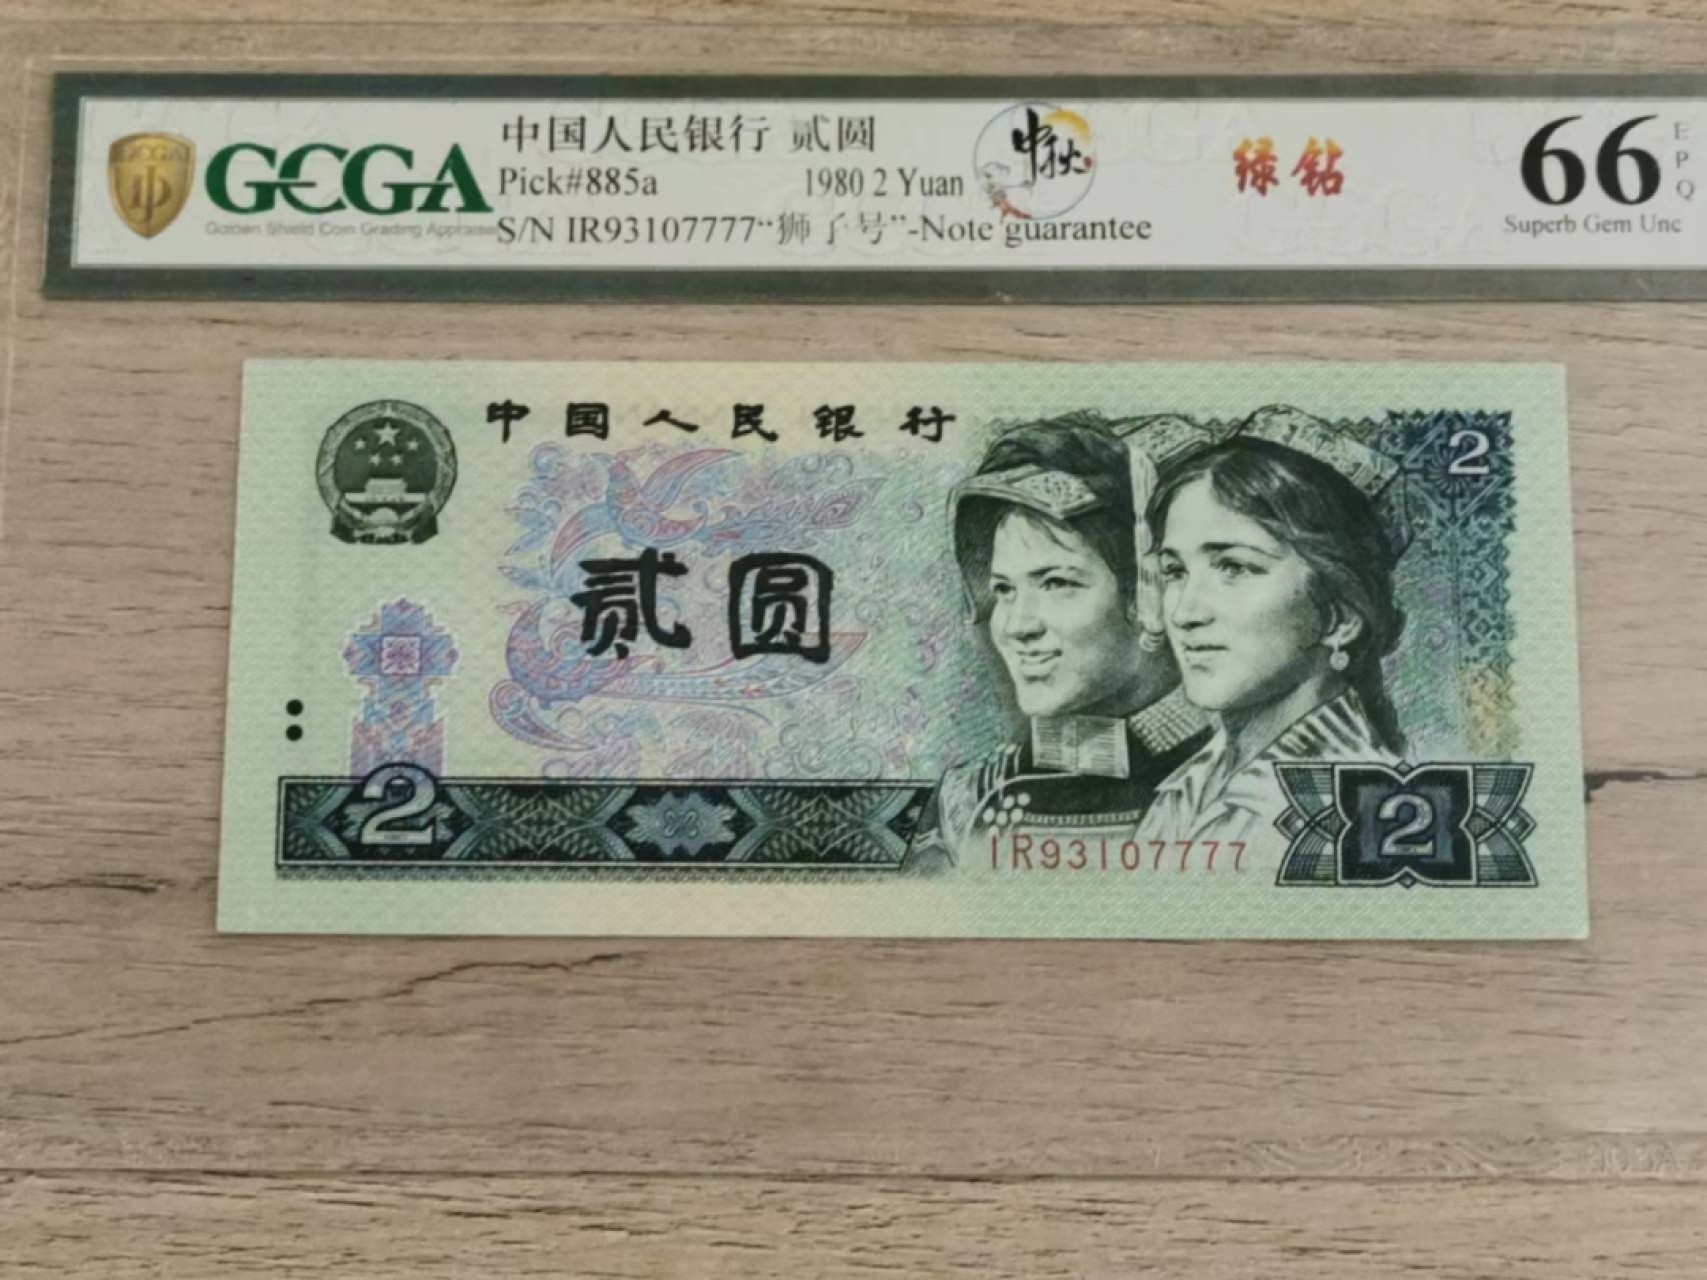 GCGA
Golden Shield Coin Grading Appraise
中国人民银行 贰圆
Pick#885a 1980 2 Yuan
S/N IR93107777“狮子号”-Note guarantee
中秋
绿钻
66
EPQ
Superb Gem Unc
中国人民银行
2
贰圆
2
IR93107777
2